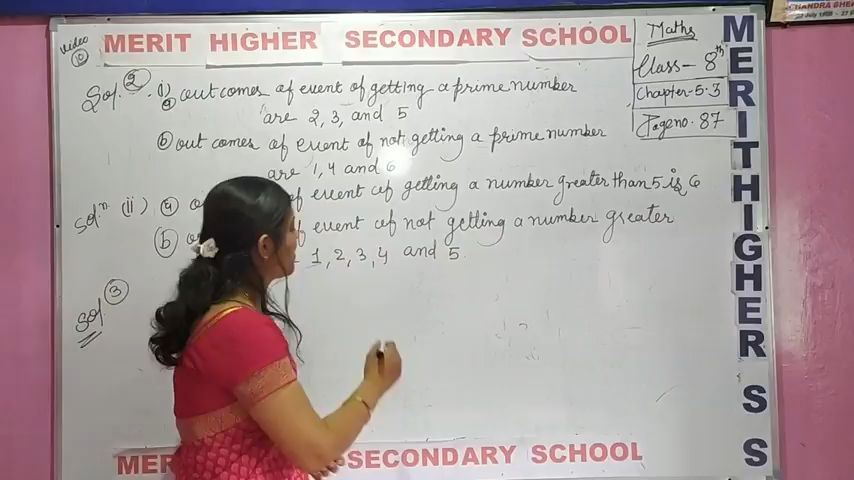 video
10
MERIT HIGHER SECONDARY SCHOOL
Maths
Class- 8th
Chapter-5.3
Page no. 87
Sol. 2 (i) a out comes of event of getting a prime number
are 2, 3, and 5
b out comes of event of not getting a prime number
are 1, 4 and 6
Solⁿ. (ii) a of event of getting a number greater than 5 is 6
b of event of not getting a number greater
1, 2, 3, 4 and 5.
Sol. 3
MERIT SECONDARY SCHOOL
MERIT HIGHER S S